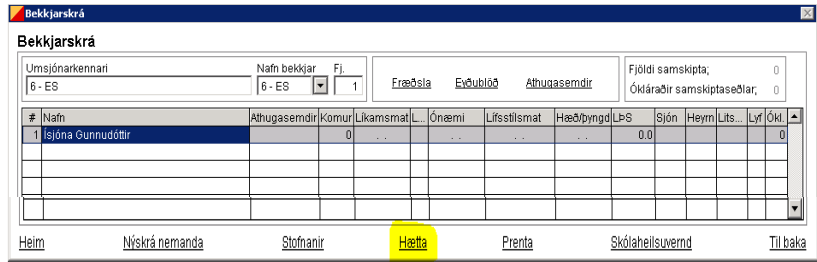 Bekkjarskrá
Bekkjarskrá
Umsjónarkennari Nafn bekkjar Fj.
6 - ES 6 - ES 1
Fræðsla Eyðublöð Athugasemdir
Fjöldi samskipta; 0
Ókláraðir samskiptaseðlar; 0
# Nafn Athugasemdir Komur Líkamsmat L... Ónæmi Lífsstílsmat Hæð/þyngd LÞS Sjón Heyrn Lits... Lyf Ókl.
1 Ísjóna Gunnudóttir 0 . . . . . . . . 0.0 0
Heim Nýskrá nemanda Stofnanir Hætta Prenta Skólaheilsuvernd Til baka